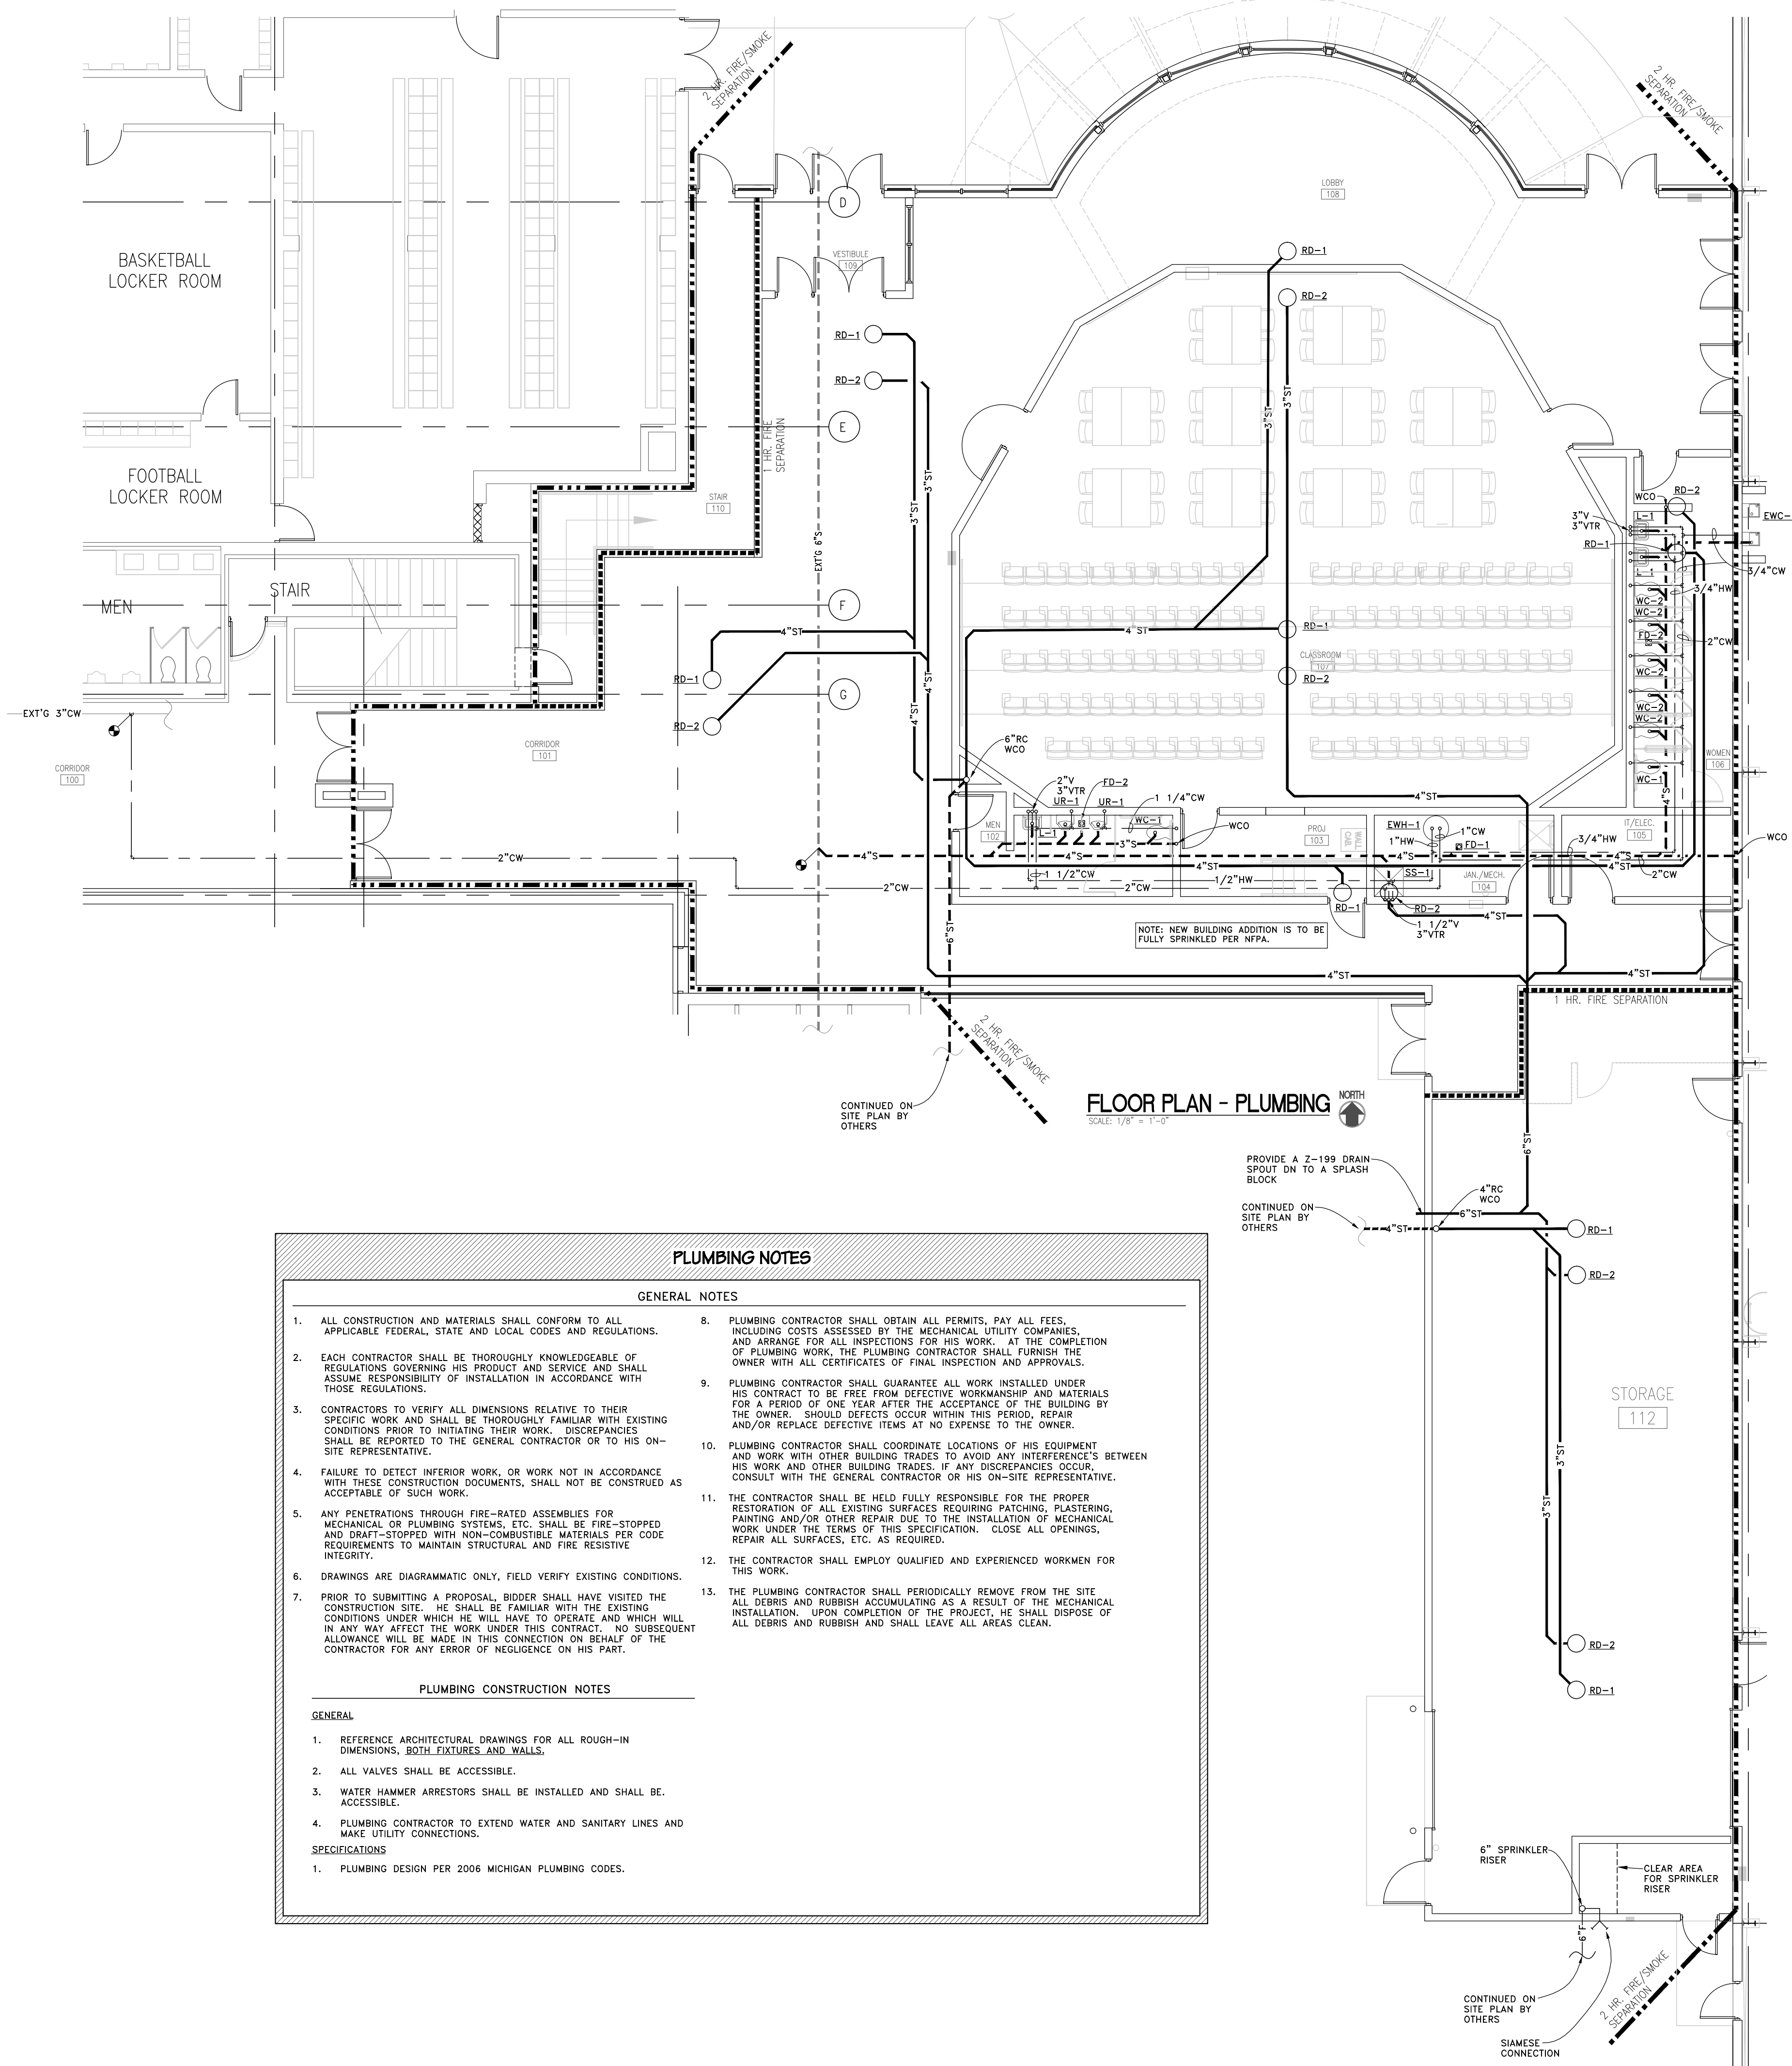 2 HR. FIRE/SMOKE
SEPARATION
2 HR. FIRE/SMOKE
SEPARATION
LOBBY
108
D
BASKETBALL
LOCKER ROOM
VESTIBULE
109
RD-1
RD-2
RD-1
RD-2
3"ST
3"ST
E
1 HR. FIRE
SEPARATION
FOOTBALL
LOCKER ROOM
STAIR
110
3"ST
3"ST
EXT'G 6"S
WCO
RD-2
L-1
3"V
3"VTR
EWC-
RD-1
L-1
3/4"CW
3/4"HW
WC-2
WC-2
FD-2
2"CW
WC-2
WC-2
WC-2
WC-1
4"S
WOMEN
106
STAIR
MEN
F
4"ST
4"ST
RD-1
CLASSROOM
107
RD-2
RD-1
G
4"ST
4"ST
RD-2
EXT'G 3"CW
CORRIDOR
100
CORRIDOR
101
6"RC
WCO
2"V
3"VTR
FD-2
UR-1
UR-1
1 1/4"CW
4"ST
MEN
102
L-1
WC-1
WCO
3"S
PROJ
103
WALL
CAB.
EWH-1
1"CW
1"HW
FD-1
3/4"HW
IT/ELEC.
105
WCO
2"CW
4"S
4"S
4"S
4"S
4"ST
4"ST
2"CW
SS-1
JAN./MECH.
104
1 1/2"CW
1/2"HW
2"CW
2"CW
RD-1
RD-2
1 1/2"V
3"VTR
4"ST
6"ST
NOTE: NEW BUILDING ADDITION IS TO BE
FULLY SPRINKLED PER NFPA.
4"ST
4"ST
1 HR. FIRE SEPARATION
2 HR. FIRE/SMOKE
SEPARATION
CONTINUED ON
SITE PLAN BY
OTHERS
FLOOR PLAN - PLUMBING
SCALE: 1/8" = 1'-0"
NORTH
6"ST
PROVIDE A Z-199 DRAIN
SPOUT DN TO A SPLASH
BLOCK
4"RC
WCO
CONTINUED ON
SITE PLAN BY
OTHERS
6"ST
4"ST
RD-1
RD-2
STORAGE
112
3"ST
3"ST
RD-2
RD-1
6" SPRINKLER
RISER
CLEAR AREA
FOR SPRINKLER
RISER
6"F
2 HR. FIRE/SMOKE
SEPARATION
CONTINUED ON
SITE PLAN BY
OTHERS
SIAMESE
CONNECTION
PLUMBING NOTES
GENERAL NOTES
1. ALL CONSTRUCTION AND MATERIALS SHALL CONFORM TO ALL
APPLICABLE FEDERAL, STATE AND LOCAL CODES AND REGULATIONS.
2. EACH CONTRACTOR SHALL BE THOROUGHLY KNOWLEDGEABLE OF
REGULATIONS GOVERNING HIS PRODUCT AND SERVICE AND SHALL
ASSUME RESPONSIBILITY OF INSTALLATION IN ACCORDANCE WITH
THOSE REGULATIONS.
3. CONTRACTORS TO VERIFY ALL DIMENSIONS RELATIVE TO THEIR
SPECIFIC WORK AND SHALL BE THOROUGHLY FAMILIAR WITH EXISTING
CONDITIONS PRIOR TO INITIATING THEIR WORK. DISCREPANCIES
SHALL BE REPORTED TO THE GENERAL CONTRACTOR OR TO HIS ON-
SITE REPRESENTATIVE.
4. FAILURE TO DETECT INFERIOR WORK, OR WORK NOT IN ACCORDANCE
WITH THESE CONSTRUCTION DOCUMENTS, SHALL NOT BE CONSTRUED AS
ACCEPTABLE OF SUCH WORK.
5. ANY PENETRATIONS THROUGH FIRE-RATED ASSEMBLIES FOR
MECHANICAL OR PLUMBING SYSTEMS, ETC. SHALL BE FIRE-STOPPED
AND DRAFT-STOPPED WITH NON-COMBUSTIBLE MATERIALS PER CODE
REQUIREMENTS TO MAINTAIN STRUCTURAL AND FIRE RESISTIVE
INTEGRITY.
6. DRAWINGS ARE DIAGRAMMATIC ONLY, FIELD VERIFY EXISTING CONDITIONS.
7. PRIOR TO SUBMITTING A PROPOSAL, BIDDER SHALL HAVE VISITED THE
CONSTRUCTION SITE. HE SHALL BE FAMILIAR WITH THE EXISTING
CONDITIONS UNDER WHICH HE WILL HAVE TO OPERATE AND WHICH WILL
IN ANY WAY AFFECT THE WORK UNDER THIS CONTRACT. NO SUBSEQUENT
ALLOWANCE WILL BE MADE IN THIS CONNECTION ON BEHALF OF THE
CONTRACTOR FOR ANY ERROR OF NEGLIGENCE ON HIS PART.
8. PLUMBING CONTRACTOR SHALL OBTAIN ALL PERMITS, PAY ALL FEES,
INCLUDING COSTS ASSESSED BY THE MECHANICAL UTILITY COMPANIES,
AND ARRANGE FOR ALL INSPECTIONS FOR HIS WORK. AT THE COMPLETION
OF PLUMBING WORK, THE PLUMBING CONTRACTOR SHALL FURNISH THE
OWNER WITH ALL CERTIFICATES OF FINAL INSPECTION AND APPROVALS.
9. PLUMBING CONTRACTOR SHALL GUARANTEE ALL WORK INSTALLED UNDER
HIS CONTRACT TO BE FREE FROM DEFECTIVE WORKMANSHIP AND MATERIALS
FOR A PERIOD OF ONE YEAR AFTER THE ACCEPTANCE OF THE BUILDING BY
THE OWNER. SHOULD DEFECTS OCCUR WITHIN THIS PERIOD, REPAIR
AND/OR REPLACE DEFECTIVE ITEMS AT NO EXPENSE TO THE OWNER.
10. PLUMBING CONTRACTOR SHALL COORDINATE LOCATIONS OF HIS EQUIPMENT
AND WORK WITH OTHER BUILDING TRADES TO AVOID ANY INTERFERENCE'S BETWEEN
HIS WORK AND OTHER BUILDING TRADES. IF ANY DISCREPANCIES OCCUR,
CONSULT WITH THE GENERAL CONTRACTOR OR HIS ON-SITE REPRESENTATIVE.
11. THE CONTRACTOR SHALL BE HELD FULLY RESPONSIBLE FOR THE PROPER
RESTORATION OF ALL EXISTING SURFACES REQUIRING PATCHING, PLASTERING,
PAINTING AND/OR OTHER REPAIR DUE TO THE INSTALLATION OF MECHANICAL
WORK UNDER THE TERMS OF THIS SPECIFICATION. CLOSE ALL OPENINGS,
REPAIR ALL SURFACES, ETC. AS REQUIRED.
12. THE CONTRACTOR SHALL EMPLOY QUALIFIED AND EXPERIENCED WORKMEN FOR
THIS WORK.
13. THE PLUMBING CONTRACTOR SHALL PERIODICALLY REMOVE FROM THE SITE
ALL DEBRIS AND RUBBISH ACCUMULATING AS A RESULT OF THE MECHANICAL
INSTALLATION. UPON COMPLETION OF THE PROJECT, HE SHALL DISPOSE OF
ALL DEBRIS AND RUBBISH AND SHALL LEAVE ALL AREAS CLEAN.
PLUMBING CONSTRUCTION NOTES
GENERAL
1. REFERENCE ARCHITECTURAL DRAWINGS FOR ALL ROUGH-IN
DIMENSIONS, BOTH FIXTURES AND WALLS.
2. ALL VALVES SHALL BE ACCESSIBLE.
3. WATER HAMMER ARRESTORS SHALL BE INSTALLED AND SHALL BE.
ACCESSIBLE.
4. PLUMBING CONTRACTOR TO EXTEND WATER AND SANITARY LINES AND
MAKE UTILITY CONNECTIONS.
SPECIFICATIONS
1. PLUMBING DESIGN PER 2006 MICHIGAN PLUMBING CODES.